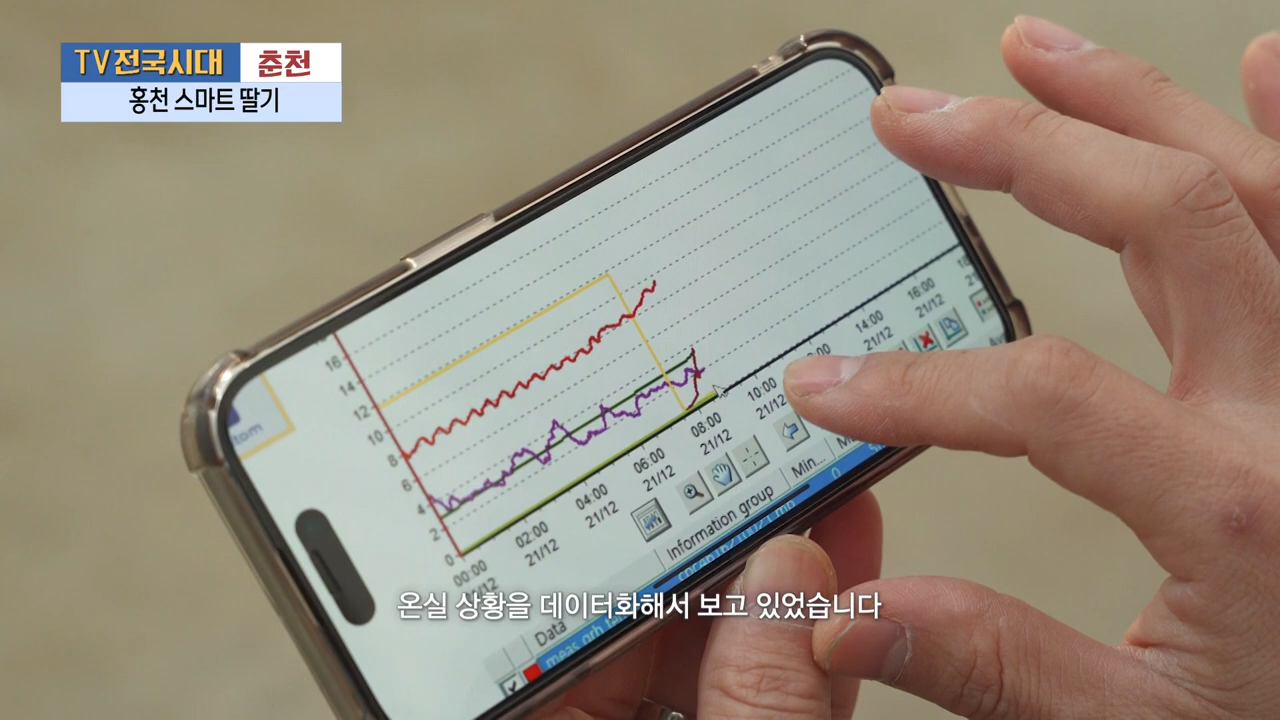 TV전국시대 춘천
홍천 스마트 딸기
tom
16
14
12
10
8
6
4
2
0
00:00 02:00 04:00 06:00 08:00 10:00 14:00 16:00
21/12 21/12 21/12 21/12 21/12 21/12 21/12
Information group Min...
Data
온실 상황을 데이터화해서 보고 있었습니다